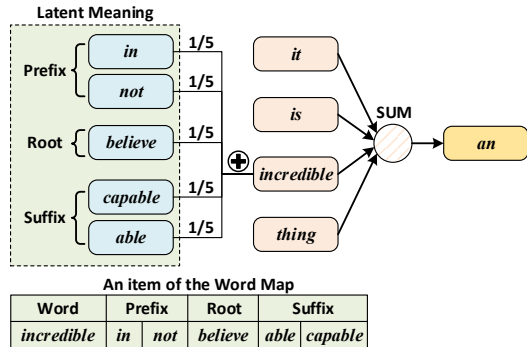 Latent Meaning
Prefix
in
1/5
not
1/5
Root
believe
1/5
Suffix
capable
1/5
able
1/5
it
is
incredible
thing
SUM
an
An item of the Word Map
Word Prefix Root Suffix
incredible in not believe able capable